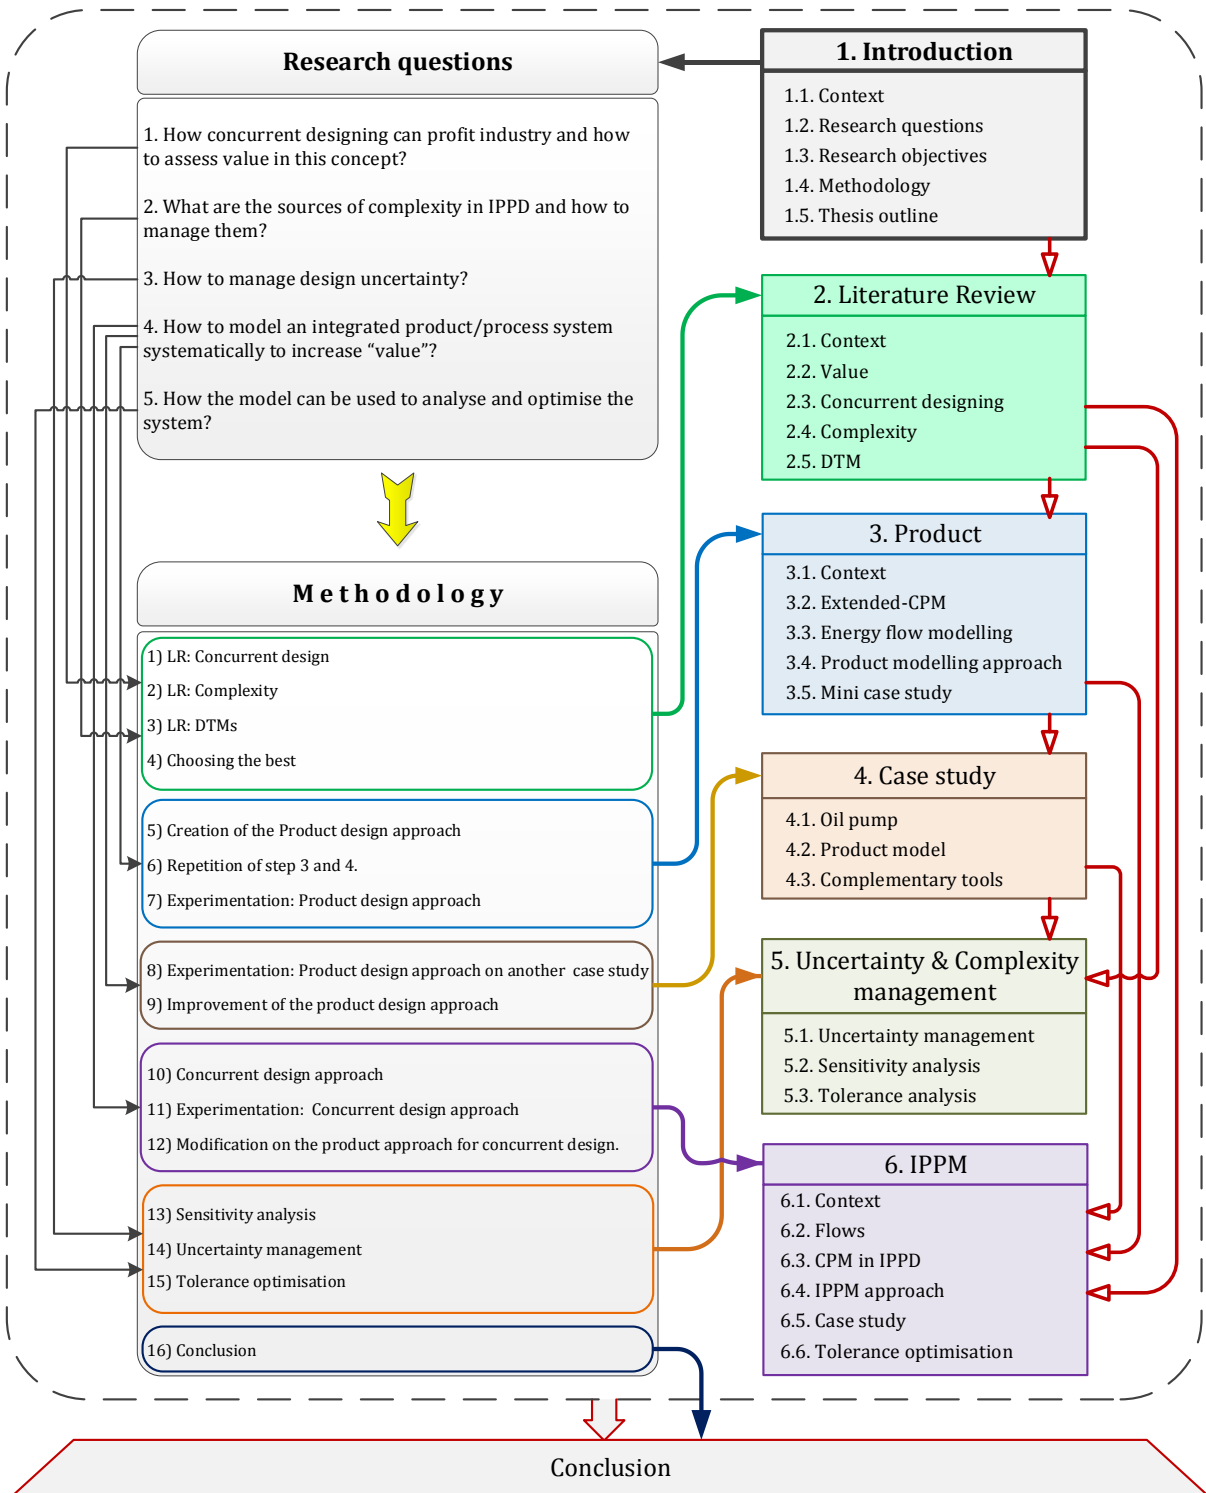 Research questions
1. How concurrent designing can profit industry and how
to assess value in this concept?
2. What are the sources of complexity in IPPD and how to
manage them?
3. How to manage design uncertainty?
4. How to model an integrated product/process system
systematically to increase “value”?
5. How the model can be used to analyse and optimise the
system?
Methodology
1) LR: Concurrent design
2) LR: Complexity
3) LR: DTMs
4) Choosing the best
5) Creation of the Product design approach
6) Repetition of step 3 and 4.
7) Experimentation: Product design approach
8) Experimentation: Product design approach on another case study
9) Improvement of the product design approach
10) Concurrent design approach
11) Experimentation: Concurrent design approach
12) Modification on the product approach for concurrent design.
13) Sensitivity analysis
14) Uncertainty management
15) Tolerance optimisation
16) Conclusion
1. Introduction
1.1. Context
1.2. Research questions
1.3. Research objectives
1.4. Methodology
1.5. Thesis outline
2. Literature Review
2.1. Context
2.2. Value
2.3. Concurrent designing
2.4. Complexity
2.5. DTM
3. Product
3.1. Context
3.2. Extended-CPM
3.3. Energy flow modelling
3.4. Product modelling approach
3.5. Mini case study
4. Case study
4.1. Oil pump
4.2. Product model
4.3. Complementary tools
5. Uncertainty & Complexity
management
5.1. Uncertainty management
5.2. Sensitivity analysis
5.3. Tolerance analysis
6. IPPM
6.1. Context
6.2. Flows
6.3. CPM in IPPD
6.4. IPPM approach
6.5. Case study
6.6. Tolerance optimisation
Conclusion